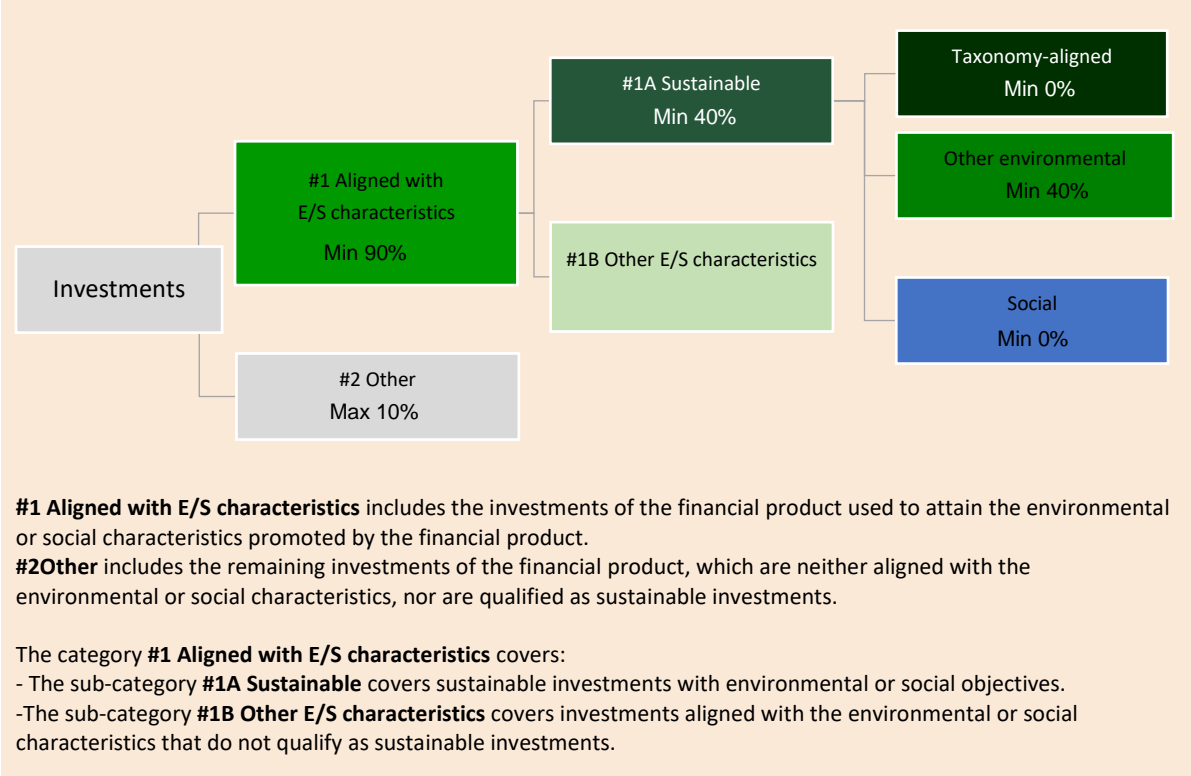 Investments
#1 Aligned with
E/S characteristics
Min 90%
#2 Other
Max 10%
#1A Sustainable
Min 40%
#1B Other E/S characteristics
Taxonomy-aligned
Min 0%
Other environmental
Min 40%
Social
Min 0%
#1 Aligned with E/S characteristics includes the investments of the financial product used to attain the environmental
or social characteristics promoted by the financial product.
#2Other includes the remaining investments of the financial product, which are neither aligned with the
environmental or social characteristics, nor are qualified as sustainable investments.
The category #1 Aligned with E/S characteristics covers:
- The sub-category #1A Sustainable covers sustainable investments with environmental or social objectives.
-The sub-category #1B Other E/S characteristics covers investments aligned with the environmental or social
characteristics that do not qualify as sustainable investments.